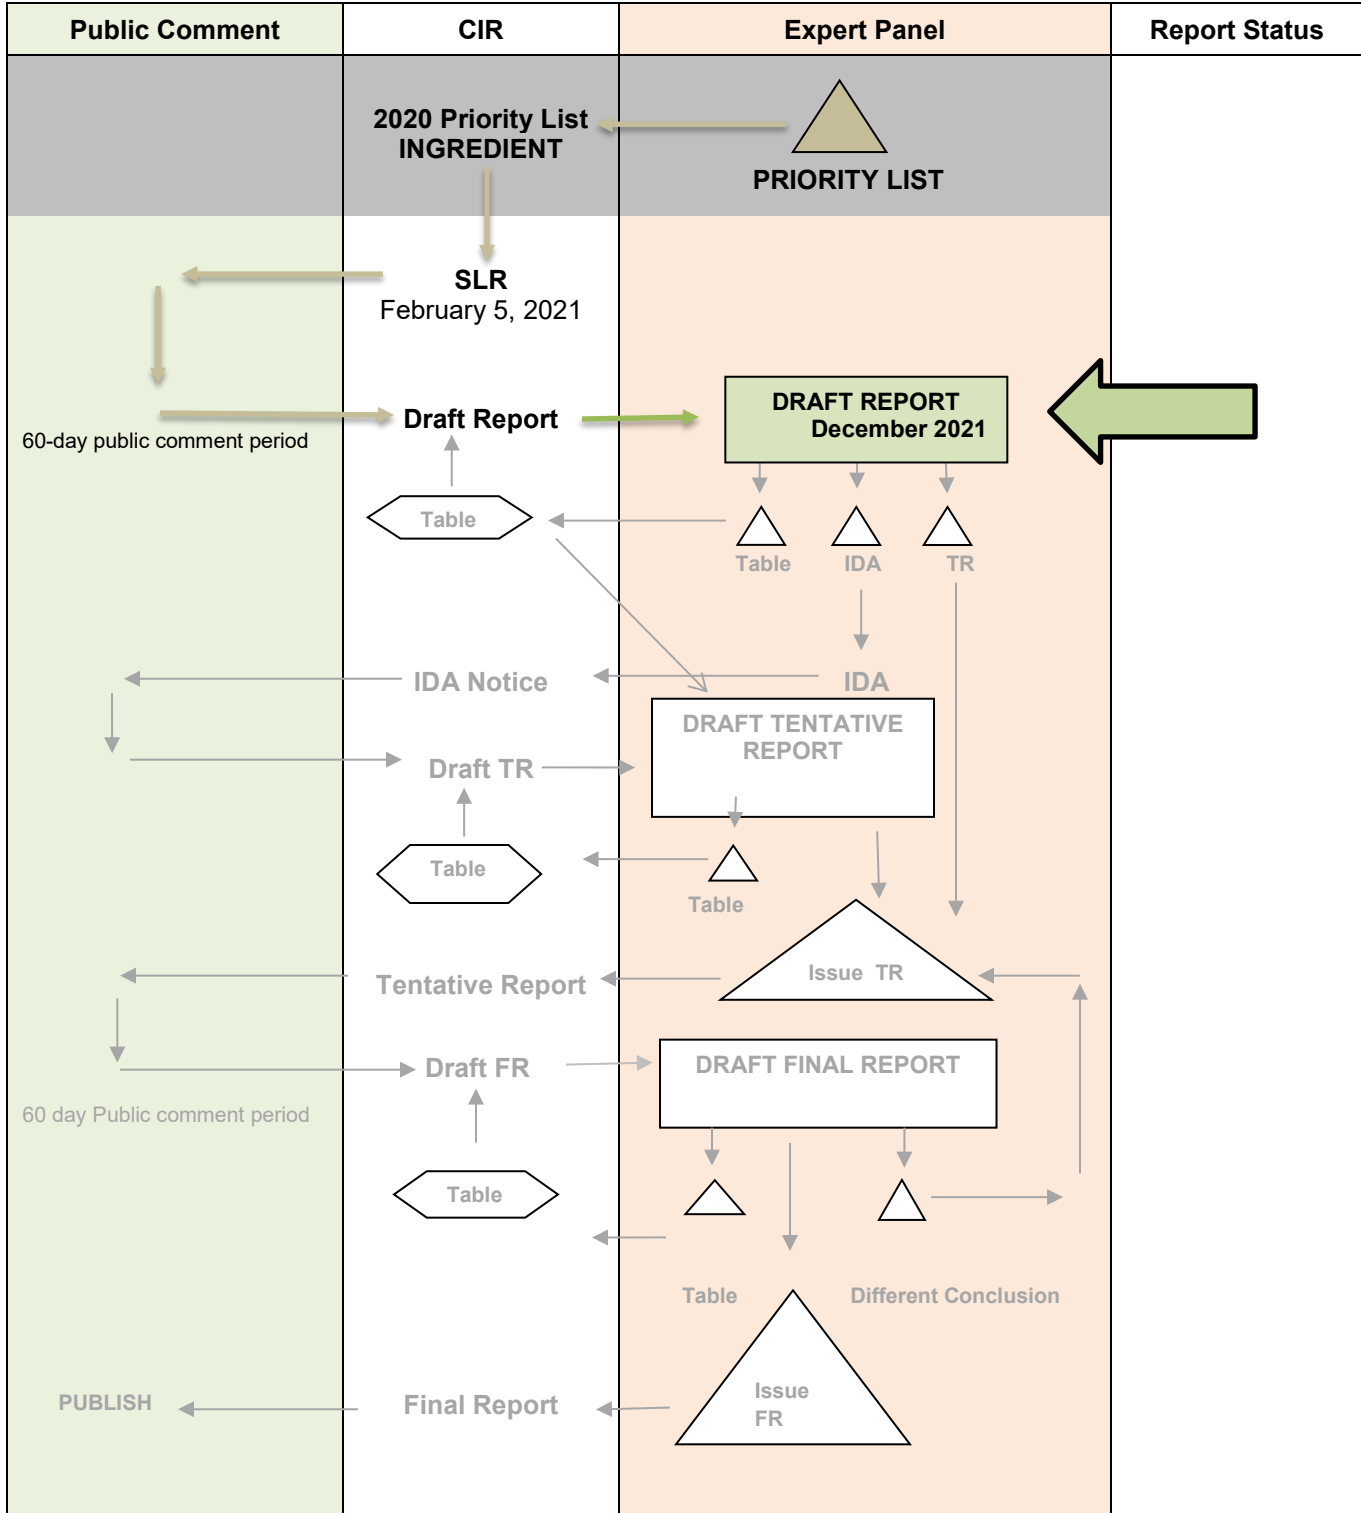 Public Comment
CIR
Expert Panel
Report Status
2020 Priority List
INGREDIENT
PRIORITY LIST
SLR
February 5, 2021
60-day public comment period
Draft Report
DRAFT REPORT
December 2021
Table
Table
IDA
TR
IDA Notice
IDA
DRAFT TENTATIVE
REPORT
Draft TR
Table
Table
Issue TR
Tentative Report
Draft FR
DRAFT FINAL REPORT
60 day Public comment period
Table
Table
Different Conclusion
Issue
FR
Final Report
PUBLISH